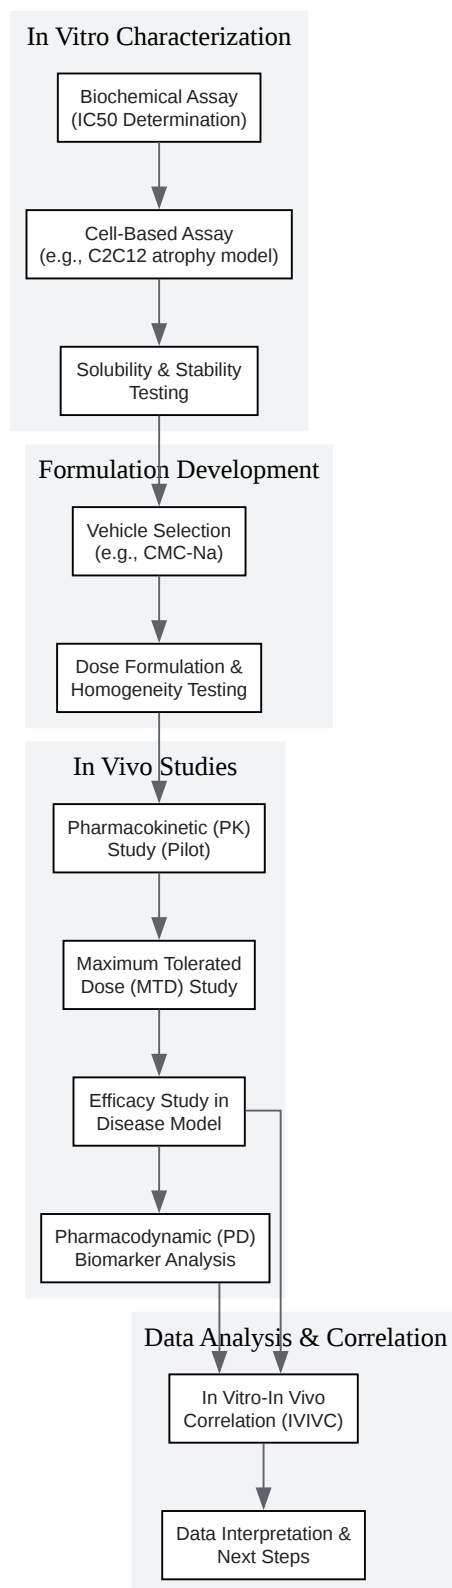 In Vitro Characterization
Biochemical Assay
(IC50 Determination)
Cell-Based Assay
(e.g., C2C12 atrophy model)
Solubility & Stability
Testing
Formulation Development
Vehicle Selection
(e.g., CMC-Na)
Dose Formulation &
Homogeneity Testing
In Vivo Studies
Pharmacokinetic (PK)
Study (Pilot)
Maximum Tolerated
Dose (MTD) Study
Efficacy Study in
Disease Model
Pharmacodynamic (PD)
Biomarker Analysis
Data Analysis & Correlation
In Vitro-In Vivo
Correlation (IVIVC)
Data Interpretation &
Next Steps